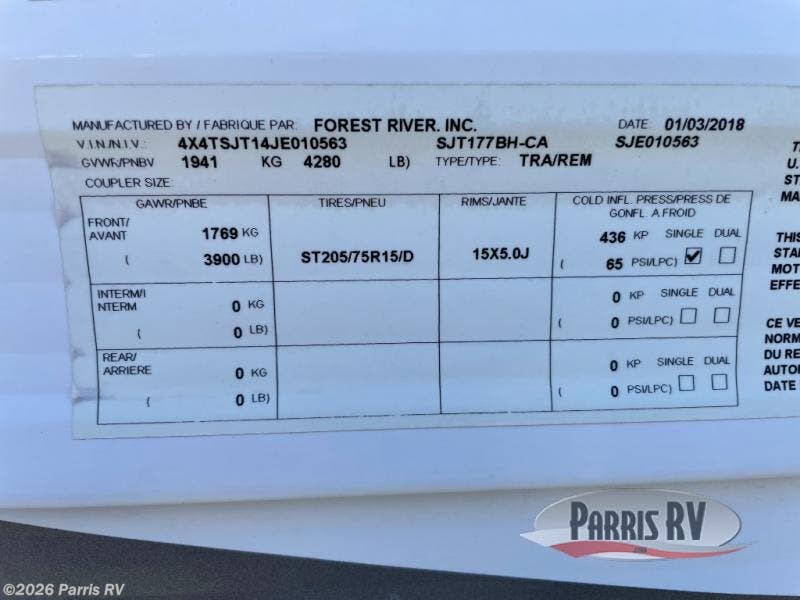 MANUFACTURED BY / FABRIQUE PAR: FOREST RIVER. INC. DATE: 01/03/2018
V.I.N./N.I.V.: 4X4TSJT14JE010563 SJT177BH-CA SJE010563
GVWR/PNBV 1941 KG 4280 LB) TYPE/TYPE: TRA/REM
COUPLER SIZE:
GAWR/PNBE TIRES/PNEU RIMS/JANTE COLD INFL. PRESS/PRESS DE
GONFL. A FROID
FRONT/
AVANT 1769 KG 436 KP SINGLE DUAL
( 3900 LB) ST205/75R15/D 15X5.0J ( 65 PSI/LPC)
INTERM/I
NTERM 0 KG 0 KP SINGLE DUAL
( 0 LB) ( 0 PSI/LPC)
REAR/
ARRIERE 0 KG 0 KP SINGLE DUAL
( 0 LB) ( 0 PSI/LPC)
U.
ST
MA
THIS
STAN
MOT
EFFE
CE VE
NORM
DU RE
AUTOM
DATE
PARRIS RV
.COM
©2026 Parris RV